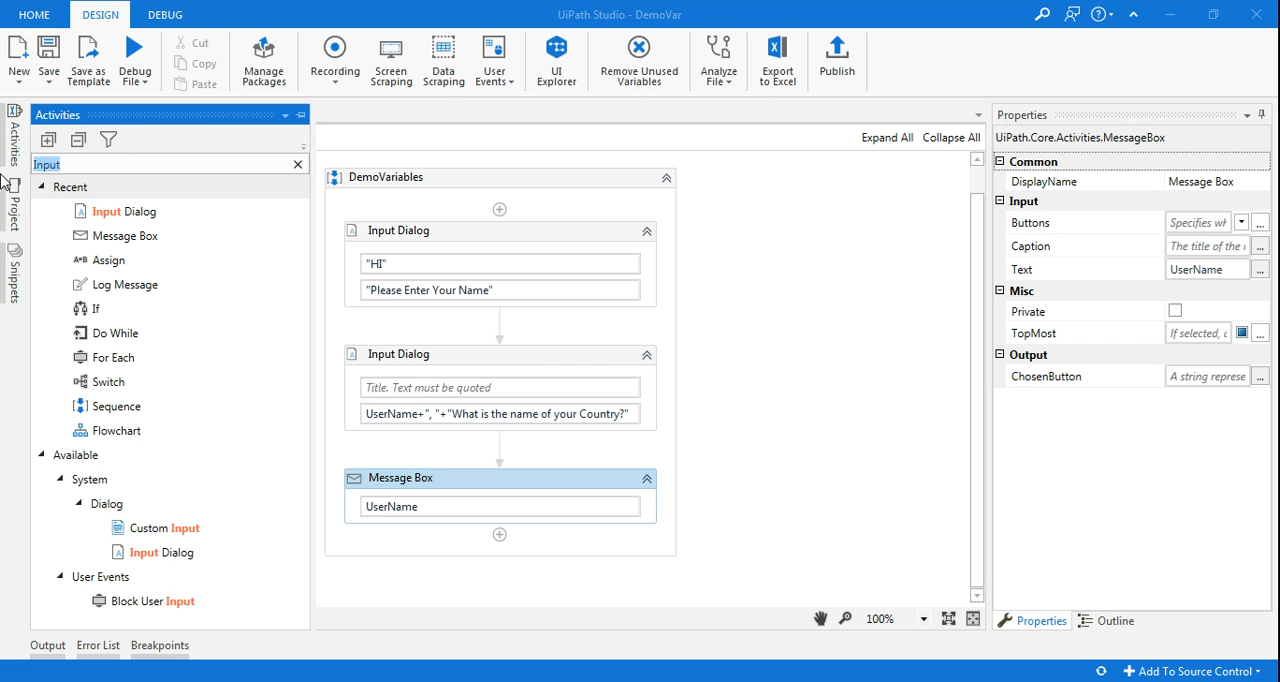 HOME DESIGN DEBUG
UiPath Studio - DemoVar
New
Save
Save as Template
Debug File
Cut
Copy
Paste
Manage Packages
Recording
Screen Scraping
Data Scraping
User Events
UI Explorer
Remove Unused Variables
Analyze File
Export to Excel
Publish
Activities
Project
Snippets
Activities
Input
Recent
Input Dialog
Message Box
A*B Assign
Log Message
If
Do While
For Each
Switch
Sequence
Flowchart
Available
System
Dialog
Custom Input
Input Dialog
User Events
Block User Input
Expand All Collapse All
DemoVariables
Input Dialog
"HI"
"Please Enter Your Name"
Input Dialog
Title. Text must be quoted
UserName+", "+"What is the name of your Country?"
Message Box
UserName
100%
Properties
UiPath.Core.Activities.MessageBox
Common
DisplayName Message Box
Input
Buttons Specifies wh
Caption The title of the
Text UserName
Misc
Private
TopMost If selected,
Output
ChosenButton A string represe
Properties Outline
Output Error List Breakpoints
Add To Source Control